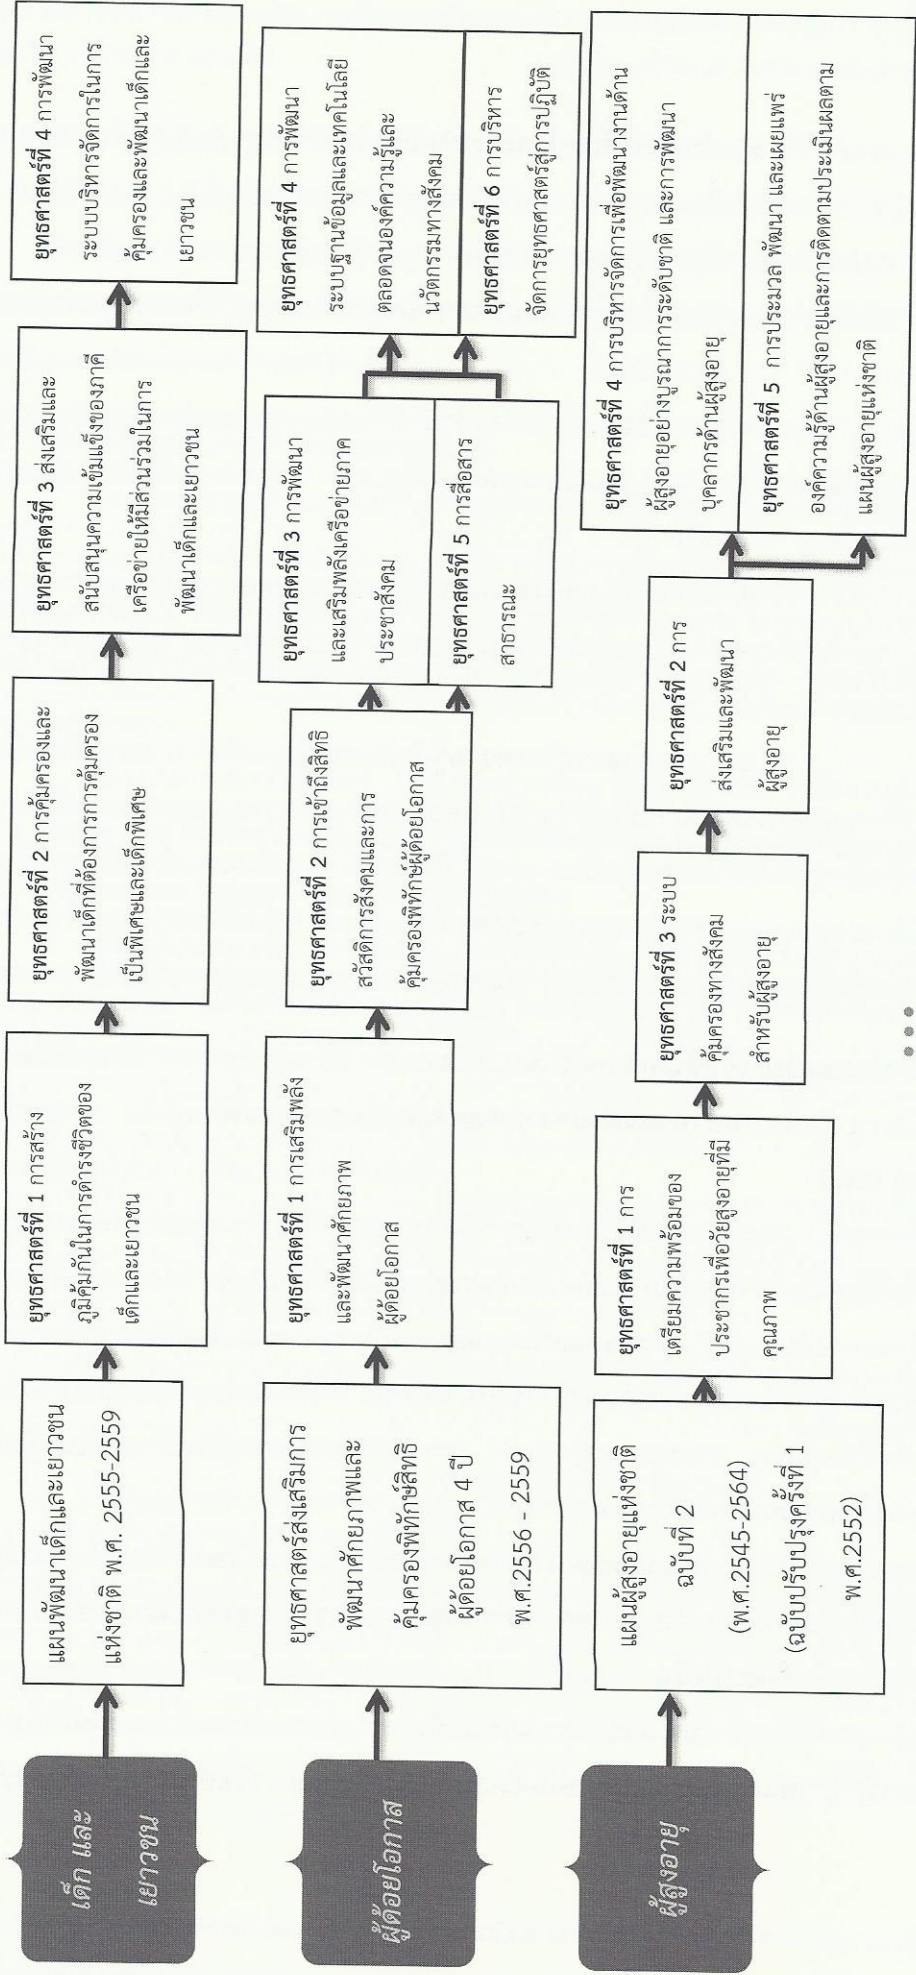 เด็ก และ
เยาวชน
แผนพัฒนาเด็กและเยาวชน
แห่งชาติ พ.ศ. 2555-2559
ยุทธศาสตร์ที่ 1 การสร้าง
ภูมิคุ้มกันในการดำรงชีวิตของ
เด็กและเยาวชน
ยุทธศาสตร์ที่ 2 การคุ้มครองและ
พัฒนาเด็กที่ต้องการการคุ้มครอง
เป็นพิเศษและเด็กพิเศษ
ยุทธศาสตร์ที่ 3 ส่งเสริมและ
สนับสนุนความเข้มแข็งของภาคี
เครือข่ายให้มีส่วนร่วมในการ
พัฒนาเด็กและเยาวชน
ยุทธศาสตร์ที่ 4 การพัฒนา
ระบบบริหารจัดการในการ
คุ้มครองและพัฒนาเด็กและ
เยาวชน
ผู้ด้อยโอกาส
ยุทธศาสตร์ส่งเสริมการ
พัฒนาศักยภาพและ
คุ้มครองพิทักษ์สิทธิ
ผู้ด้อยโอกาส 4 ปี
พ.ศ.2556 - 2559
ยุทธศาสตร์ที่ 1 การเสริมพลัง
และพัฒนาศักยภาพ
ผู้ด้อยโอกาส
ยุทธศาสตร์ที่ 2 การเข้าถึงสิทธิ
สวัสดิการสังคมและการ
คุ้มครองพิทักษ์ผู้ด้อยโอกาส
ยุทธศาสตร์ที่ 3 การพัฒนา
และเสริมพลังเครือข่ายภาค
ประชาสังคม
ยุทธศาสตร์ที่ 5 การสื่อสาร
สาธารณะ
ยุทธศาสตร์ที่ 4 การพัฒนา
ระบบฐานข้อมูลและเทคโนโลยี
ตลอดจนองค์ความรู้และ
นวัตกรรมทางสังคม
ยุทธศาสตร์ที่ 6 การบริหาร
จัดการยุทธศาสตร์สู่การปฏิบัติ
ผู้สูงอายุ
แผนผู้สูงอายุแห่งชาติ
ฉบับที่ 2
(พ.ศ.2545-2564)
(ฉบับปรับปรุงครั้งที่ 1
พ.ศ.2552)
ยุทธศาสตร์ที่ 1 การ
เตรียมความพร้อมของ
ประชากรเพื่อวัยสูงอายุที่มี
คุณภาพ
ยุทธศาสตร์ที่ 3 ระบบ
คุ้มครองทางสังคม
สำหรับผู้สูงอายุ
ยุทธศาสตร์ที่ 2 การ
ส่งเสริมและพัฒนา
ผู้สูงอายุ
ยุทธศาสตร์ที่ 4 การบริหารจัดการเพื่อพัฒนางานด้าน
ผู้สูงอายุอย่างบูรณาการระดับชาติ และการพัฒนา
บุคลากรด้านผู้สูงอายุ
ยุทธศาสตร์ที่ 5 การประมวล พัฒนา และเผยแพร่
องค์ความรู้ด้านผู้สูงอายุและการติดตามประเมินผลตาม
แผนผู้สูงอายุแห่งชาติ